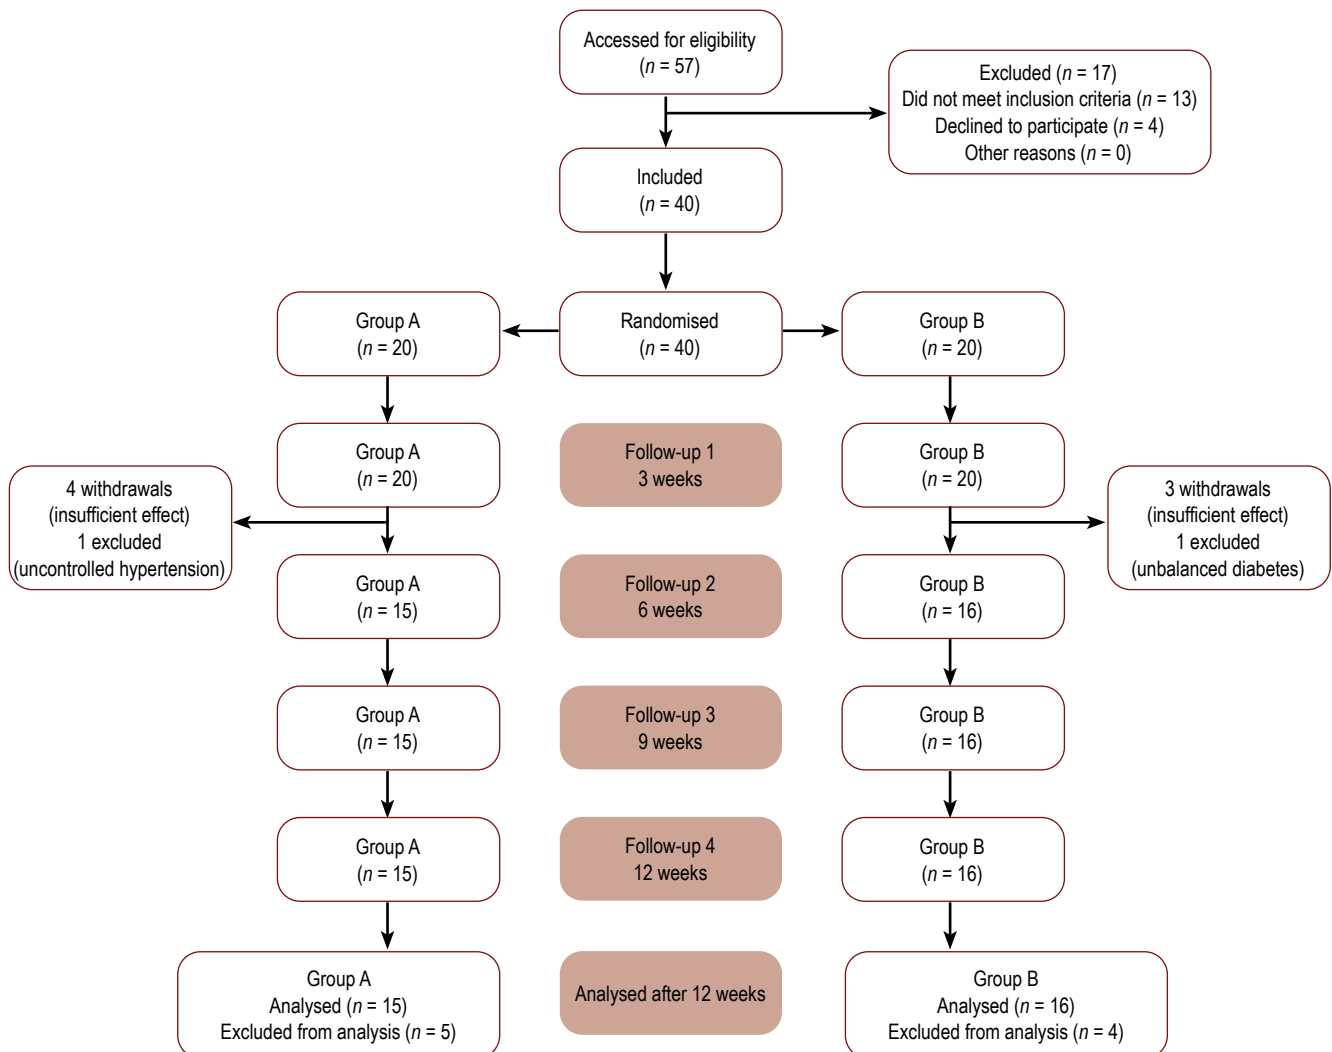 Accessed for eligibility
(n = 57)
Excluded (n = 17)
Did not meet inclusion criteria (n = 13)
Declined to participate (n = 4)
Other reasons (n = 0)
Included
(n = 40)
Group A
(n = 20)
Randomised
(n = 40)
Group B
(n = 20)
Group A
(n = 20)
Follow-up 1
3 weeks
Group B
(n = 20)
4 withdrawals
(insufficient effect)
1 excluded
(uncontrolled hypertension)
3 withdrawals
(insufficient effect)
1 excluded
(unbalanced diabetes)
Group A
(n = 15)
Follow-up 2
6 weeks
Group B
(n = 16)
Group A
(n = 15)
Follow-up 3
9 weeks
Group B
(n = 16)
Group A
(n = 15)
Follow-up 4
12 weeks
Group B
(n = 16)
Group A
Analysed (n = 15)
Excluded from analysis (n = 5)
Analysed after 12 weeks
Group B
Analysed (n = 16)
Excluded from analysis (n = 4)